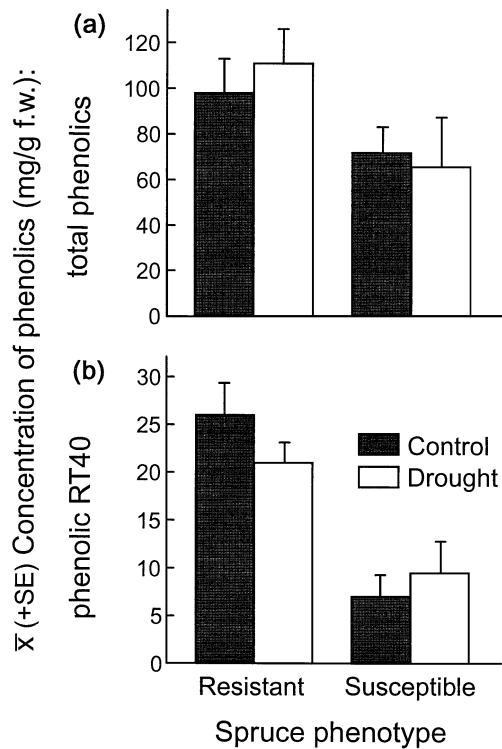 (a)
120
100
80
60
40
20
0
(b)
30
25
20
15
10
5
0
x̅ (+SE) Concentration of phenolics (mg/g f.w.):
total phenolics
phenolic RT40
Control
Drought
Resistant Susceptible
Spruce phenotype